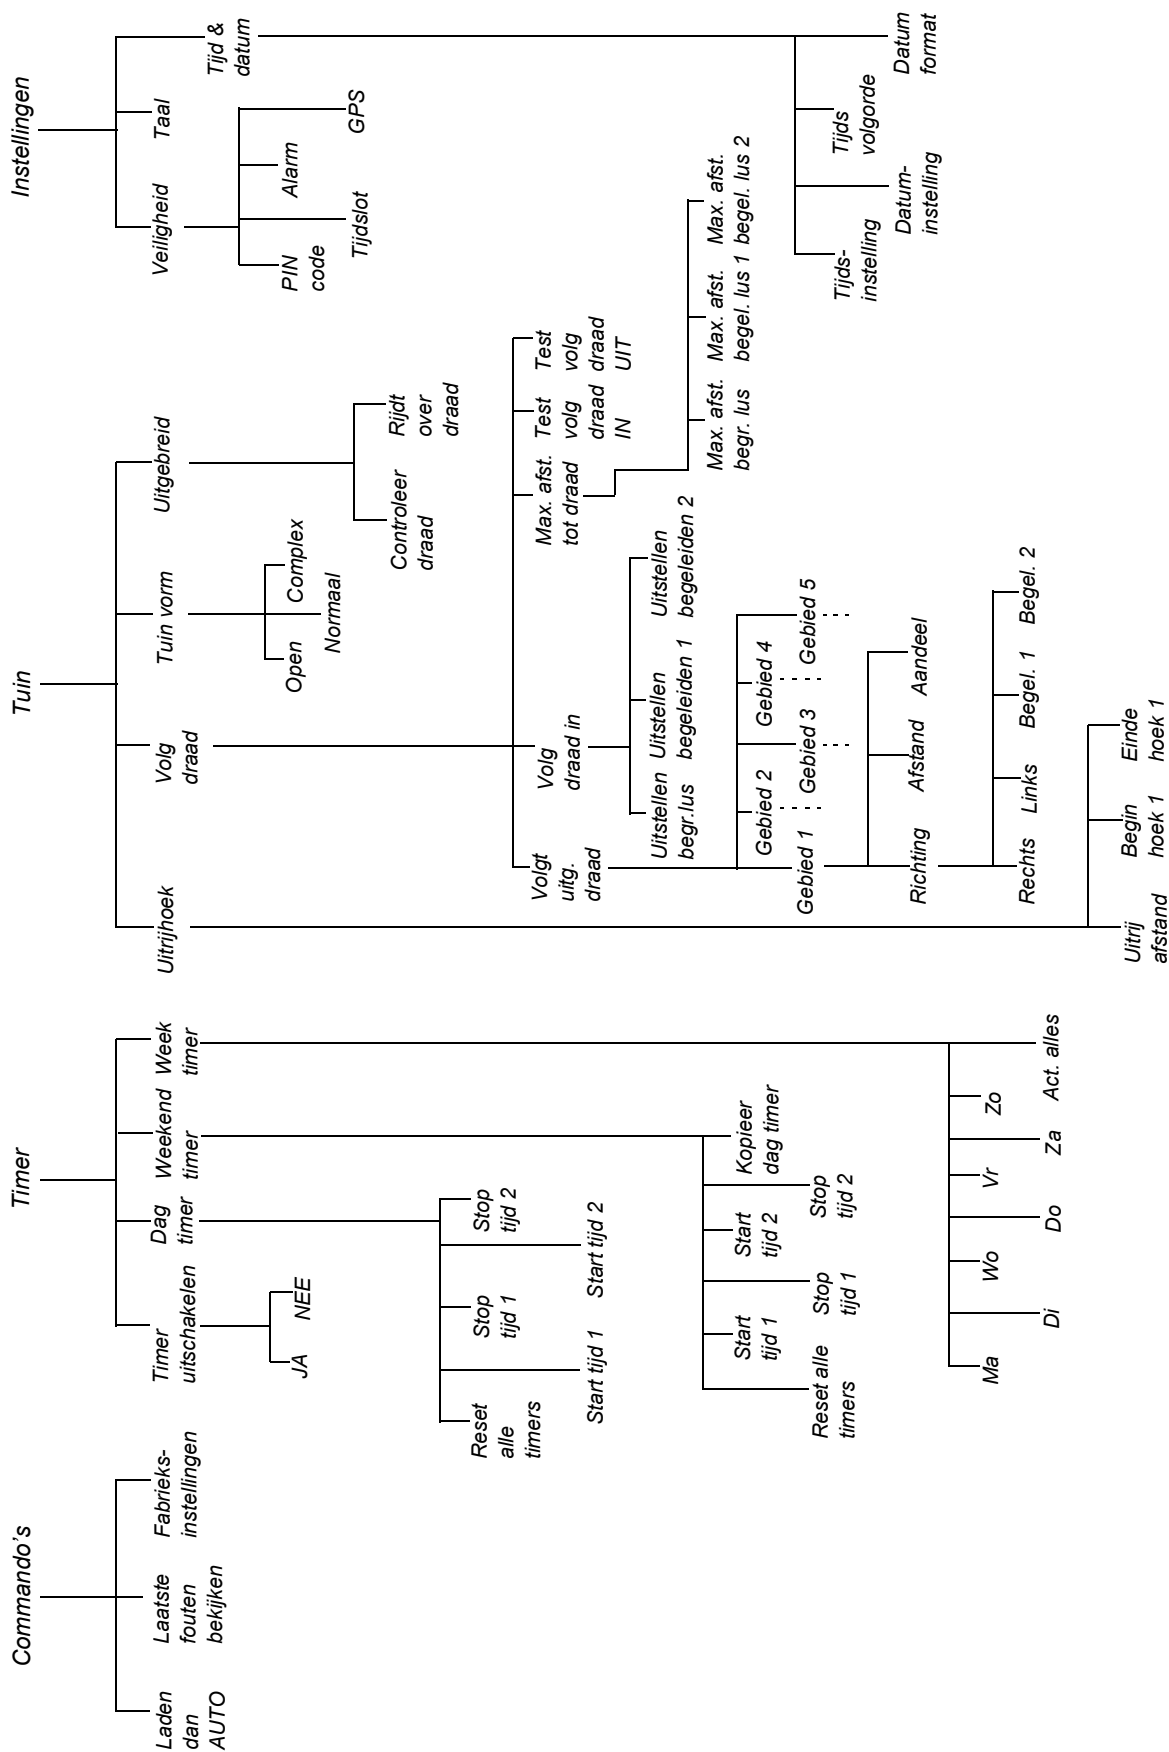 Commando's
Laden
dan
AUTO
Laatste
fouten
bekijken
Fabrieks-
instellingen
Timer
Timer
uitschakelen
JA
NEE
Dag
timer
Reset
alle
timers
Start tijd 1
Stop
tijd 1
Start tijd 2
Stop
tijd 2
Weekend
timer
Reset alle
timers
Start
tijd 1
Stop
tijd 1
Start
tijd 2
Stop
tijd 2
Kopieer
dag timer
Week
timer
Ma
Di
Wo
Do
Vr
Za
Zo
Act. alles
Tuin
Uitrijhoek
Uitrij
afstand
Begin
hoek 1
Einde
hoek 1
Volg
draad
Volgt
uitg.
draad
Gebied 1
Gebied 2
Gebied 3
Gebied 4
Gebied 5
Richting
Afstand
Aandeel
Rechts
Links
Begel. 1
Begel. 2
Volg
draad in
Uitstellen
begr.lus
Uitstellen
begeleiden 1
Uitstellen
begeleiden 2
Max. afst.
tot draad
Max. afst.
begr. lus
Max. afst.
begel. lus 1
Max. afst.
begel. lus 2
Test
volg
draad
IN
Test
volg
draad
UIT
Tuin vorm
Open
Normaal
Complex
Uitgebreid
Controleer
draad
Rijdt
over
draad
Instellingen
Veiligheid
PIN
code
Tijdslot
Alarm
GPS
Taal
Tijd &
datum
Tijds-
instelling
Datum-
instelling
Tijds
volgorde
Datum
format